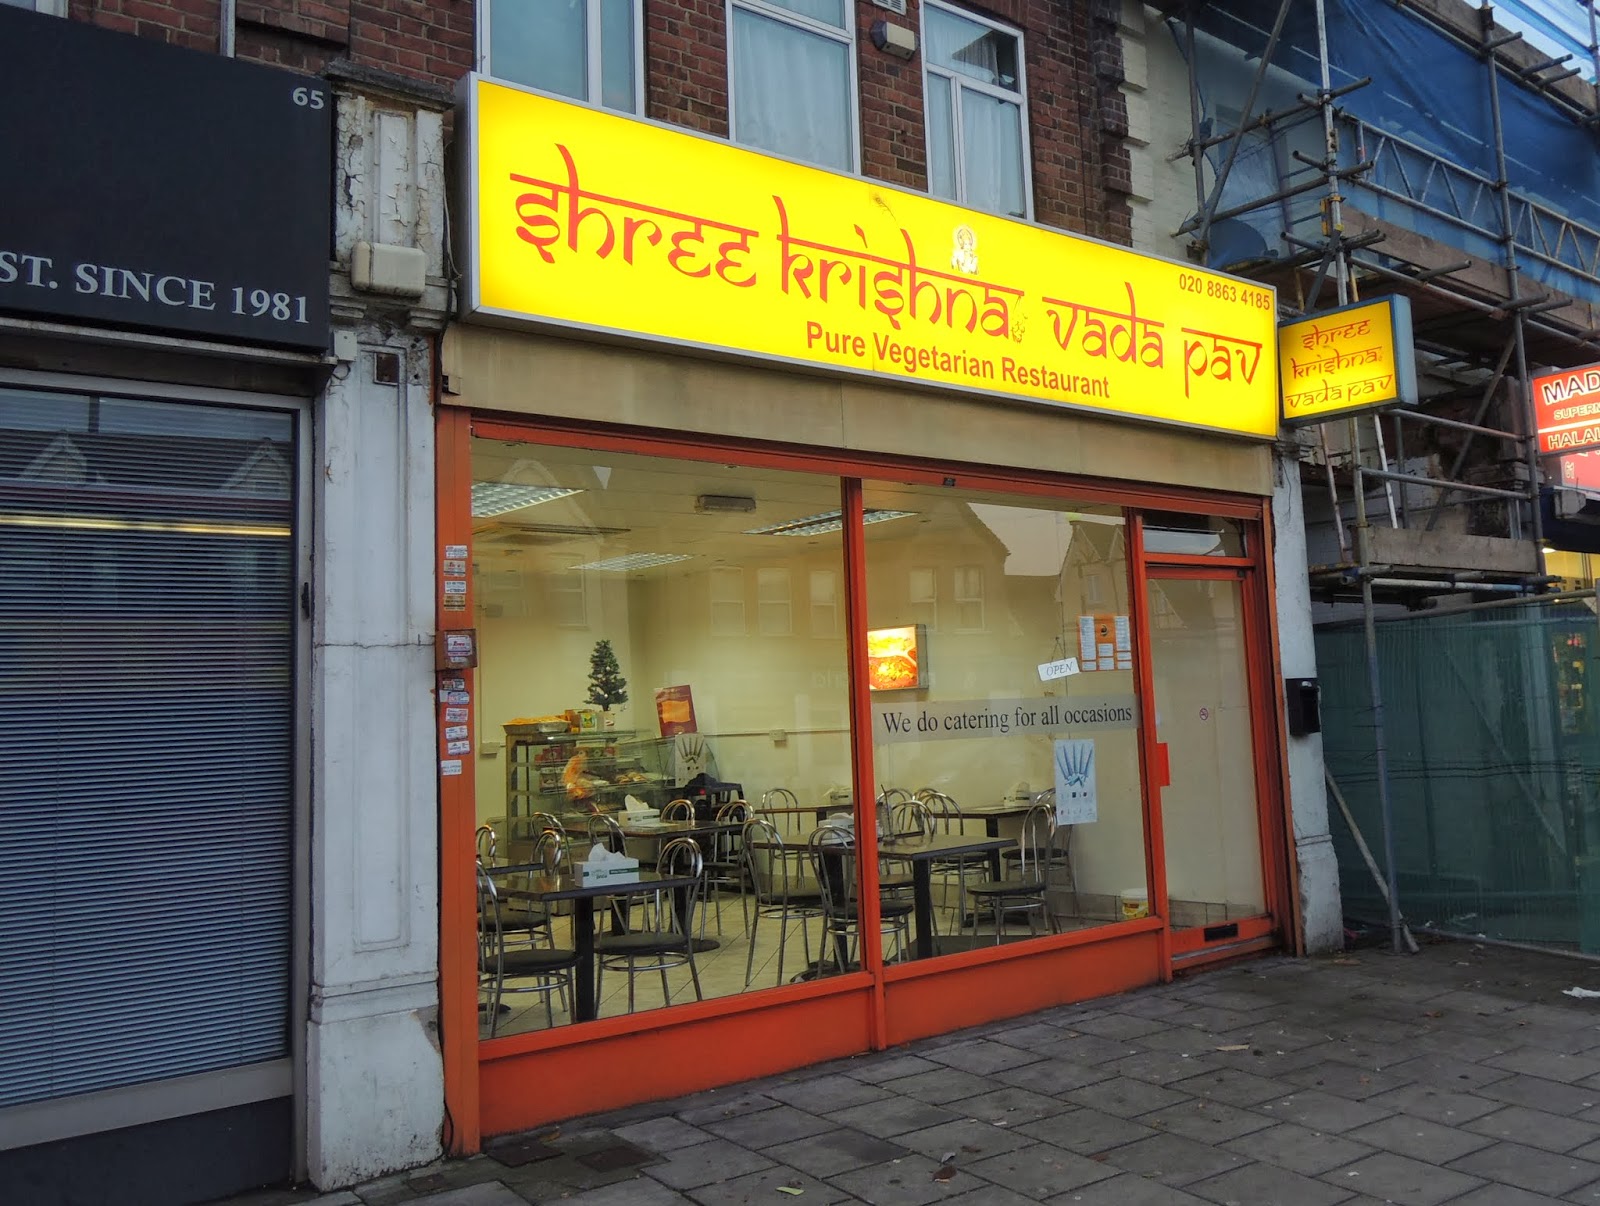 65
ST. SINCE 1981
shree krishna vada pav
020 8863 4185
Pure Vegetarian Restaurant
shree
krishna
vada pav
MAD
SUPERM
HALAL
OPEN
We do catering for all occasions